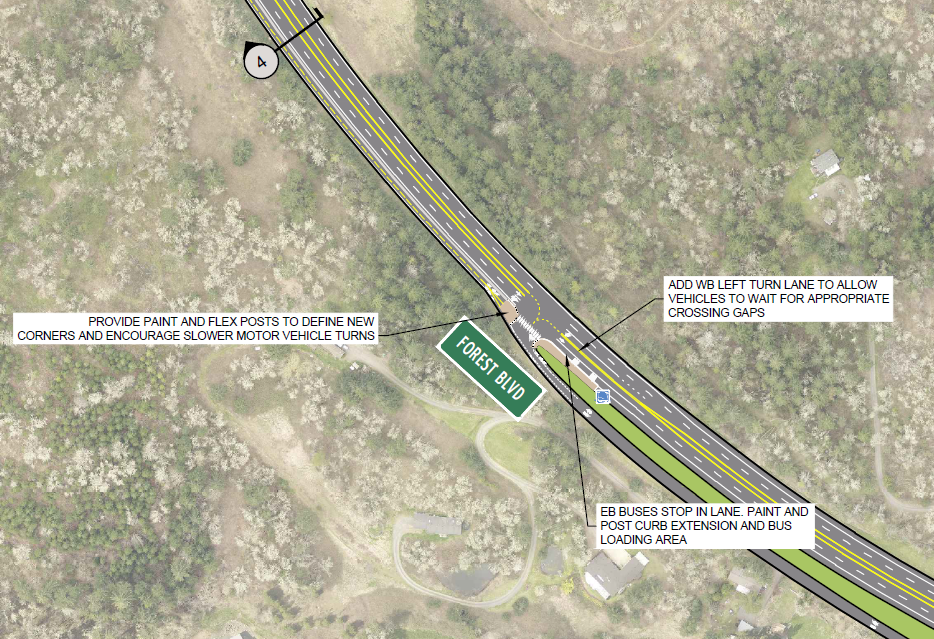 4
ADD WB LEFT TURN LANE TO ALLOW
VEHICLES TO WAIT FOR APPROPRIATE
CROSSING GAPS
PROVIDE PAINT AND FLEX POSTS TO DEFINE NEW
CORNERS AND ENCOURAGE SLOWER MOTOR VEHICLE TURNS
FOREST BLVD
EB BUSES STOP IN LANE. PAINT AND
POST CURB EXTENSION AND BUS
LOADING AREA